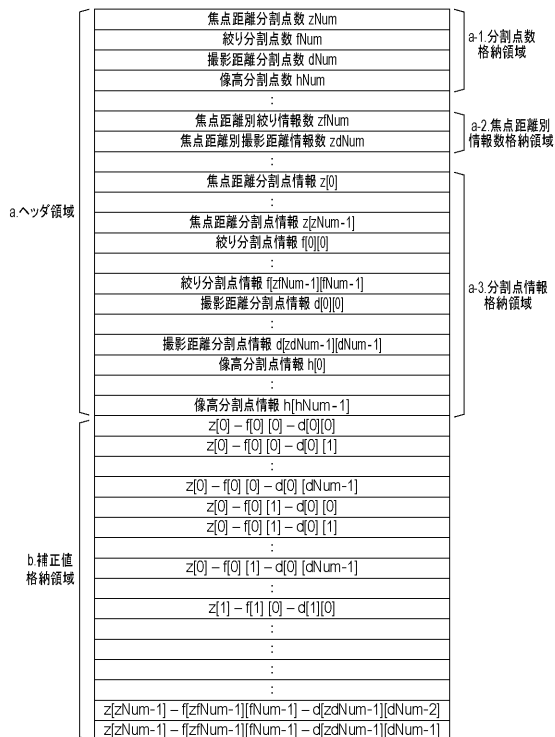 焦点距離分割点数 zNum
絞り分割点数 fNum
撮影距離分割点数 dNum
像高分割点数 hNum
:
焦点距離別絞り情報数 zfNum
焦点距離別撮影距離情報数 zdNum
:
焦点距離分割点情報 z[0]
:
焦点距離分割点情報 z[zNum-1]
絞り分割点情報 f[0][0]
:
絞り分割点情報 f[zfNum-1][fNum-1]
撮影距離分割点情報 d[0][0]
:
撮影距離分割点情報 d[zdNum-1][dNum-1]
像高分割点情報 h[0]
:
像高分割点情報 h[hNum-1]
z[0] – f[0] [0] – d[0][0]
z[0] – f[0] [0] – d[0] [1]
:
z[0] – f[0] [0] – d[0] [dNum-1]
z[0] – f[0] [1] – d[0] [0]
z[0] – f[0] [1] – d[0] [1]
:
z[0] – f[0] [1] – d[0] [dNum-1]
:
z[1] – f[1] [0] – d[1][0]
:
:
:
:
z[zNum-1] – f[zfNum-1][fNum-1] – d[zdNum-1][dNum-2]
z[zNum-1] – f[zfNum-1][fNum-1] – d[zdNum-1][dNum-1]
a.ヘッダ領域
b.補正値
格納領域
a-1.分割点数
格納領域
a-2.焦点距離別
情報数格納領域
a-3.分割点情報
格納領域